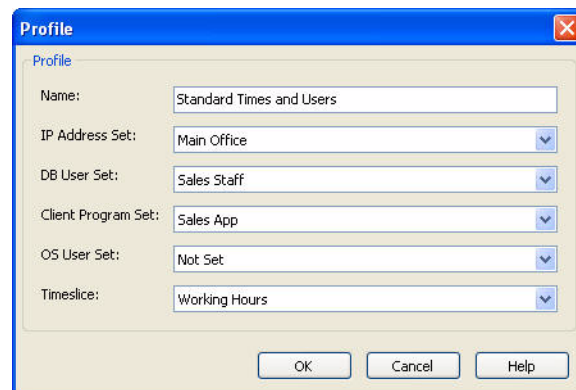 Profile
Profile
Name: Standard Times and Users
IP Address Set: Main Office
DB User Set: Sales Staff
Client Program Set: Sales App
OS User Set: Not Set
Timeslice: Working Hours
OK Cancel Help